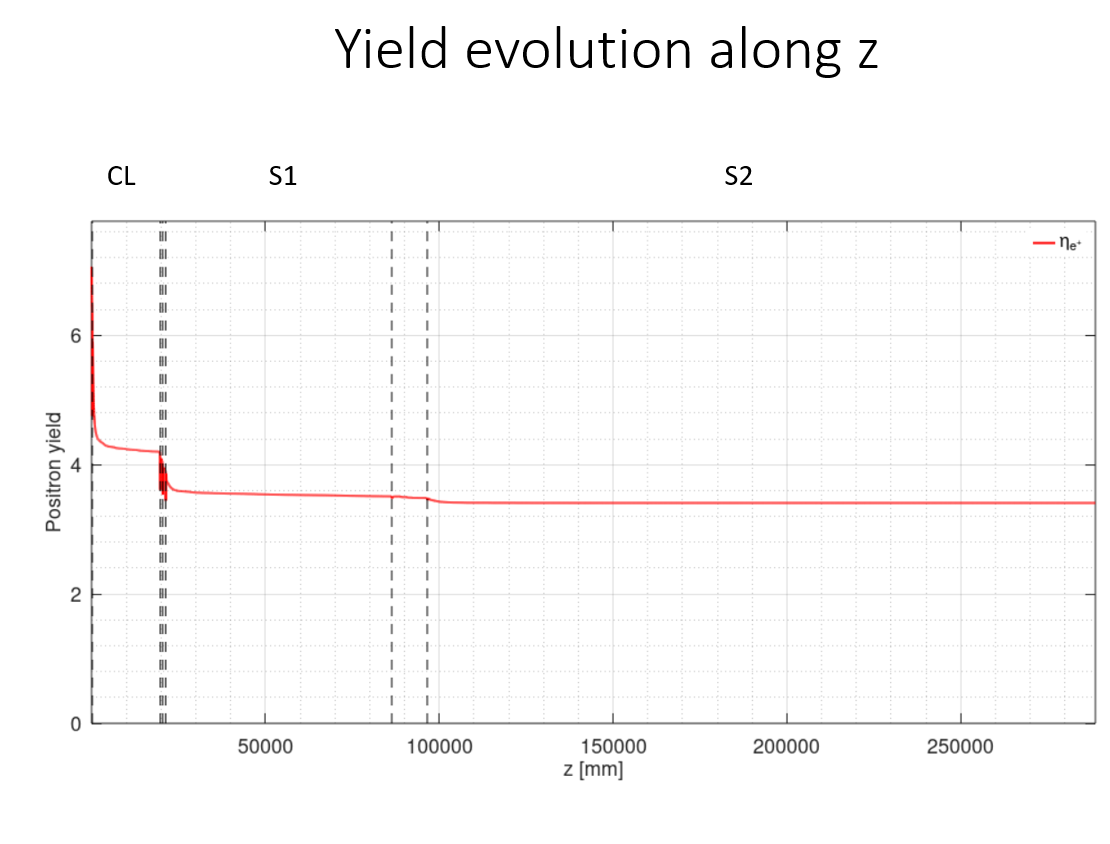 Yield evolution along z
CL S1 S2
ηe+
6
4
2
0
Positron yield
50000 100000 150000 200000 250000
z [mm]